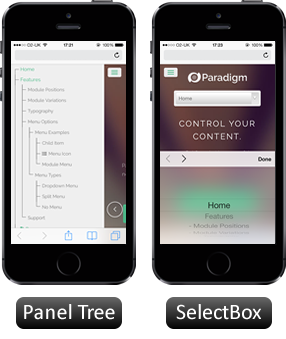 O2-UK
17:21
100%
Home
Features
Module Positions
Module Variations
Typography
Menu Options
Menu Examples
Child Item
Menu Icon
Module Menu
Menu Types
Dropdown Menu
Split Menu
No Menu
Support
Panel Tree
O2-UK
17:23
100%
Paradigm
Home
CONTROL YOUR
CONTENT.
Done
Home
Features
- Module Positions
SelectBox